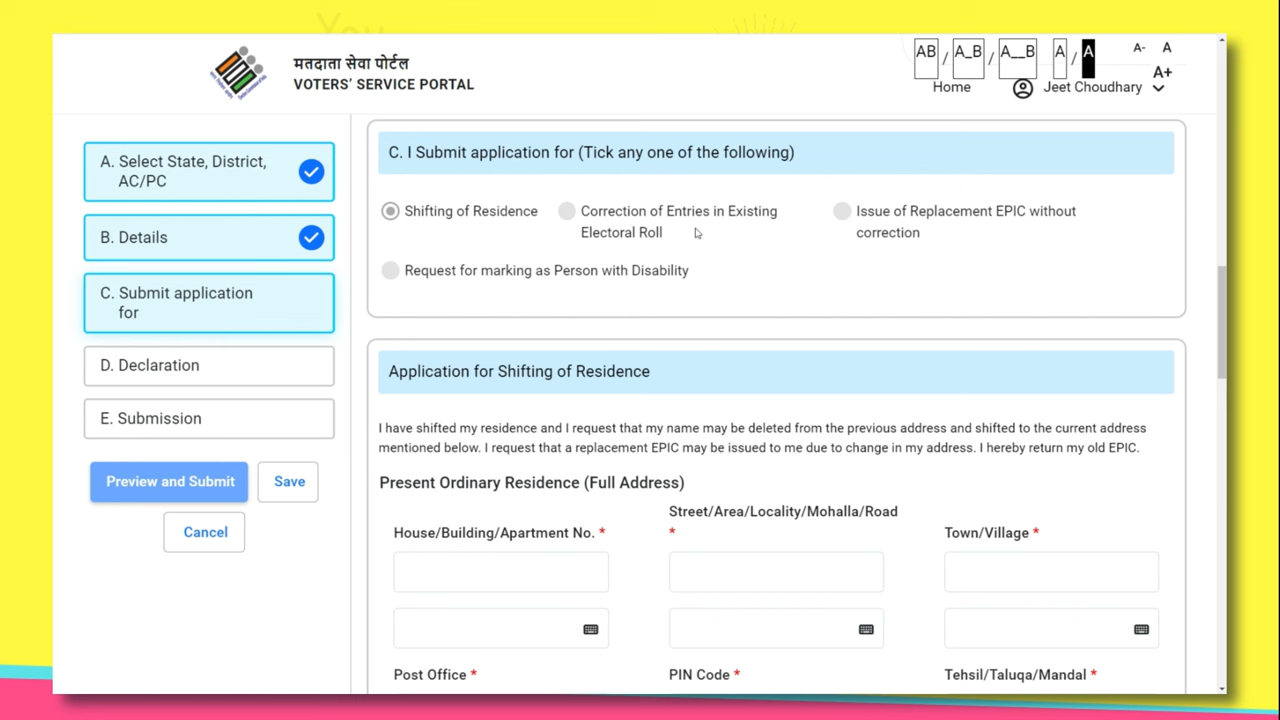 You
मतदाता सेवा पोर्टल
VOTERS' SERVICE PORTAL
AB / A_B / A__B A / A A- A A+
Home Jeet Choudhary
A. Select State, District,
AC/PC
B. Details
C. Submit application
for
D. Declaration
E. Submission
Preview and Submit Save
Cancel
C. I Submit application for (Tick any one of the following)
Shifting of Residence Correction of Entries in Existing Issue of Replacement EPIC without
Electoral Roll correction
Request for marking as Person with Disability
Application for Shifting of Residence
I have shifted my residence and I request that my name may be deleted from the previous address and shifted to the current address
mentioned below. I request that a replacement EPIC may be issued to me due to change in my address. I hereby return my old EPIC.
Present Ordinary Residence (Full Address)
House/Building/Apartment No. * Street/Area/Locality/Mohalla/Road * Town/Village *
Post Office * PIN Code * Tehsil/Taluqa/Mandal *